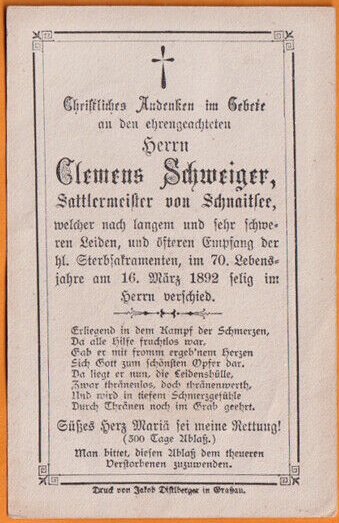 Christliches Andenken im Gebete
an den ehrengeachteten
Herrn
Clemens Schweiger,
Sattlermeister von Schnaitsee,
welcher nach langem und sehr schwe-
ren Leiden, und öfteren Empfang der
hl. Sterbsakramenten, im 70. Lebens-
jahre am 16. März 1892 selig im
Herrn verschied.
Erliegend in dem Kampf der Schmerzen,
Da alle Hilfe fruchtlos war.
Gab er mit fromm ergeb'nem Herzen
Sich Gott zum schönsten Opfer dar.
Da liegt er nun, die Leidenshülle,
Zwar thränenlos, doch thränenwerth,
Und wird in tiefem Schmerzgefühle
Durch Thränen noch im Grab geehrt.
Süßes Herz Mariä sei meine Rettung!
(300 Tage Ablaß.)
Man bittet, diesen Ablaß dem theueren
Verstorbenen zuzuwenden.
Druck von Jakob Distlberger in Graßau.